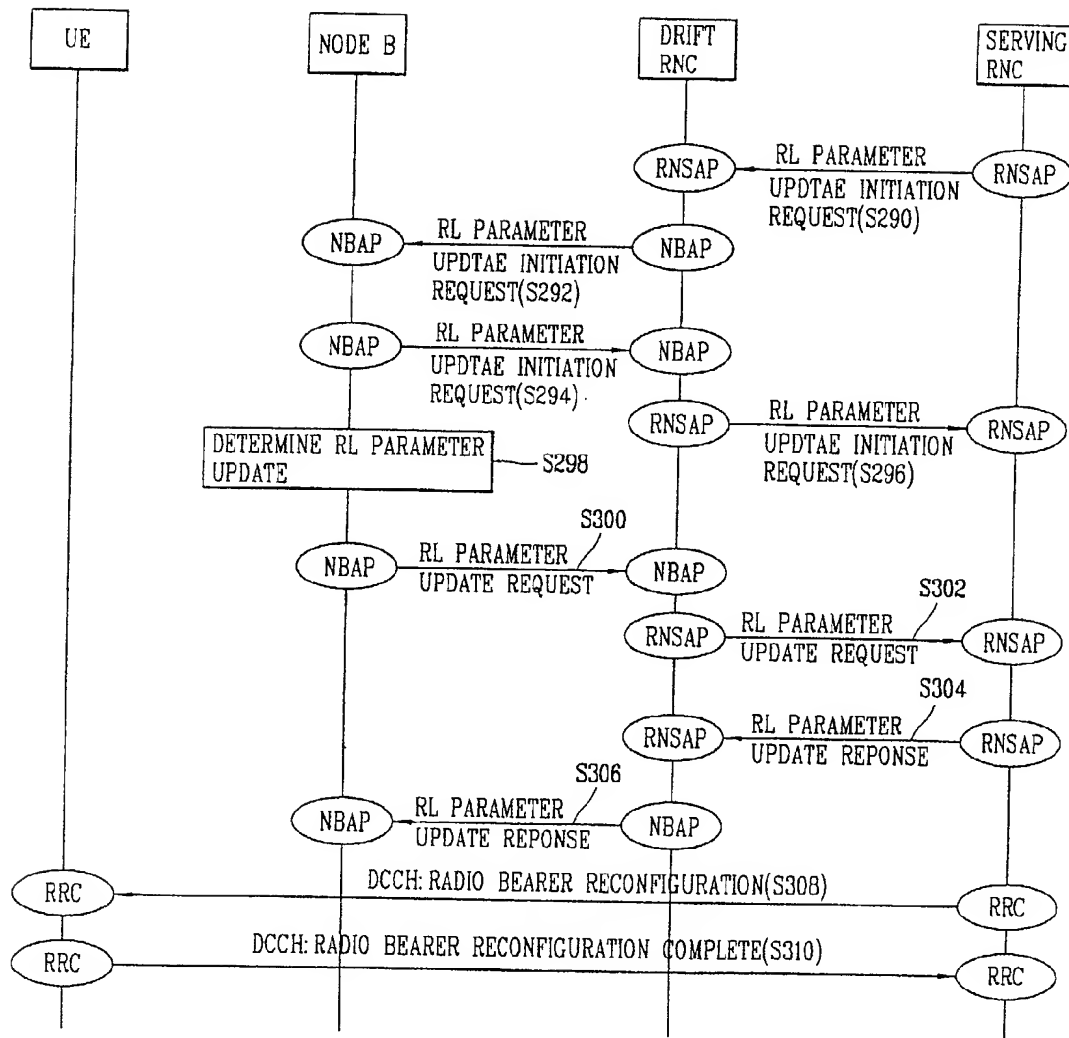 UE
NODE B
DRIFT
RNC
SERVING
RNC
RNSAP
RL PARAMETER
UPDTAE INITIATION
REQUEST(S290)
RNSAP
NBAP
RL PARAMETER
UPDTAE INITIATION
REQUEST(S292)
NBAP
NBAP
RL PARAMETER
UPDTAE INITIATION
REQUEST(S294)
NBAP
RNSAP
RL PARAMETER
UPDTAE INITIATION
REQUEST(S296)
RNSAP
DETERMINE RL PARAMETER
UPDATE
S298
NBAP
RL PARAMETER
UPDATE REQUEST
S300
NBAP
RNSAP
RL PARAMETER
UPDATE REQUEST
S302
RNSAP
RNSAP
RL PARAMETER
UPDATE REPONSE
S304
RNSAP
NBAP
RL PARAMETER
UPDATE REPONSE
S306
NBAP
RRC
DCCH:RADIO BEARER RECONFIGURATION(S308)
RRC
RRC
DCCH:RADIO BEARER RECONFIGURATION COMPLETE(S310)
RRC